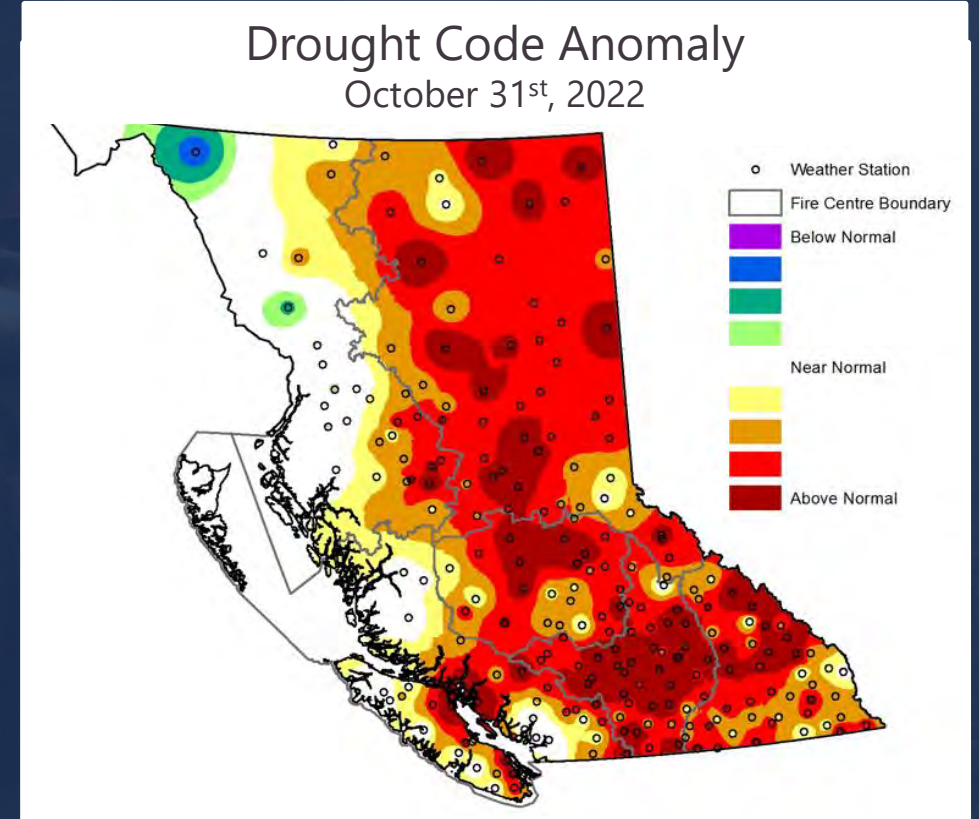 Drought Code Anomaly
October 31st, 2022
Weather Station
Fire Centre Boundary
Below Normal
Near Normal
Above Normal